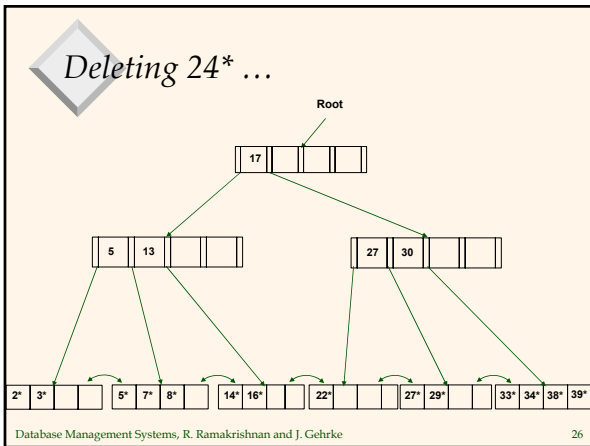 Deleting 24* …
Root
17
5 13
27 30
2* 3*
5* 7* 8*
14* 16*
22*
27* 29*
33* 34* 38* 39*
Database Management Systems, R. Ramakrishnan and J. Gehrke 26